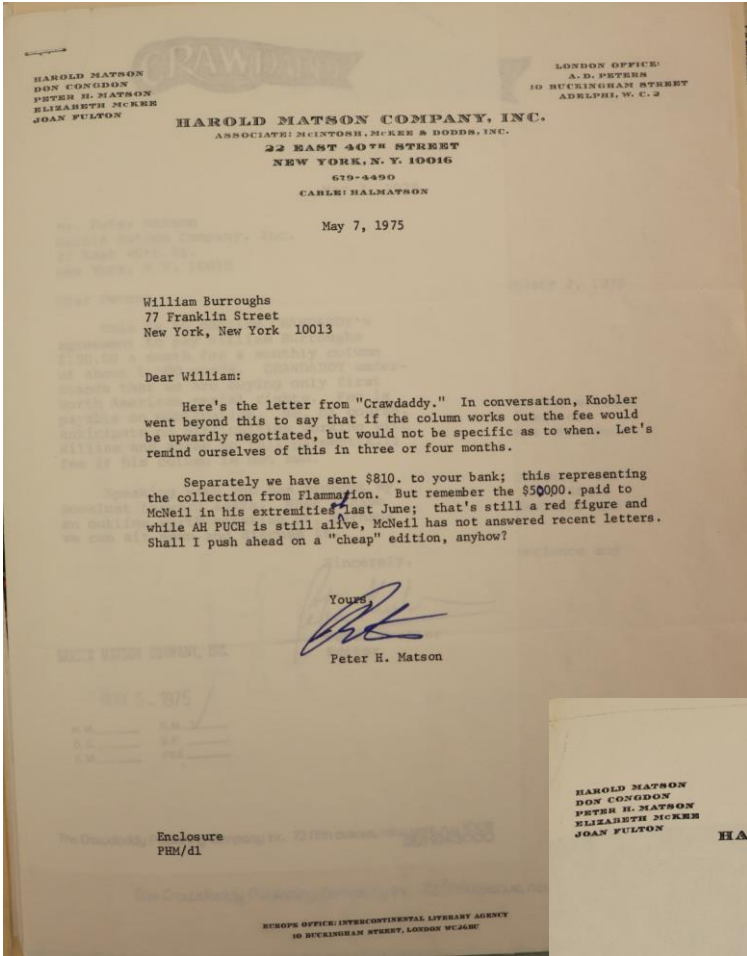 HAROLD MATSON
DON CONGDON
PETER H. MATSON
ELIZABETH McKEE
JOAN FULTON
LONDON OFFICE:
A. D. PETERS
10 BUCKINGHAM STREET
ADELPHI, W. C. 2
HAROLD MATSON COMPANY, INC.
ASSOCIATE: McINTOSH, McKEE & DODDS, INC.
22 EAST 40TH STREET
NEW YORK, N. Y. 10016
679-4490
CABLE: HALMATSON
May 7, 1975
William Burroughs
77 Franklin Street
New York, New York 10013
Dear William:
Here's the letter from "Crawdaddy." In conversation, Knobler
went beyond this to say that if the column works out the fee would
be upwardly negotiated, but would not be specific as to when. Let's
remind ourselves of this in three or four months.
Separately we have sent $810. to your bank; this representing
the collection from Flammarion. But remember the paid to
McNeil in his extremities last June; that's still a red figure and
while AH PUCH is still alive, McNeil has not answered recent letters.
Shall I push ahead on a "cheap" edition, anyhow?
Yours,
Peter H. Matson
Enclosure
PHM/dl
EUROPE OFFICE: INTERCONTINENTAL LITERARY AGENCY
10 BUCKINGHAM STREET, LONDON WC2N 6BU
HAROLD MATSON
DON CONGDON
PETER H. MATSON
ELIZABETH McKEE
JOAN FULTON
HA